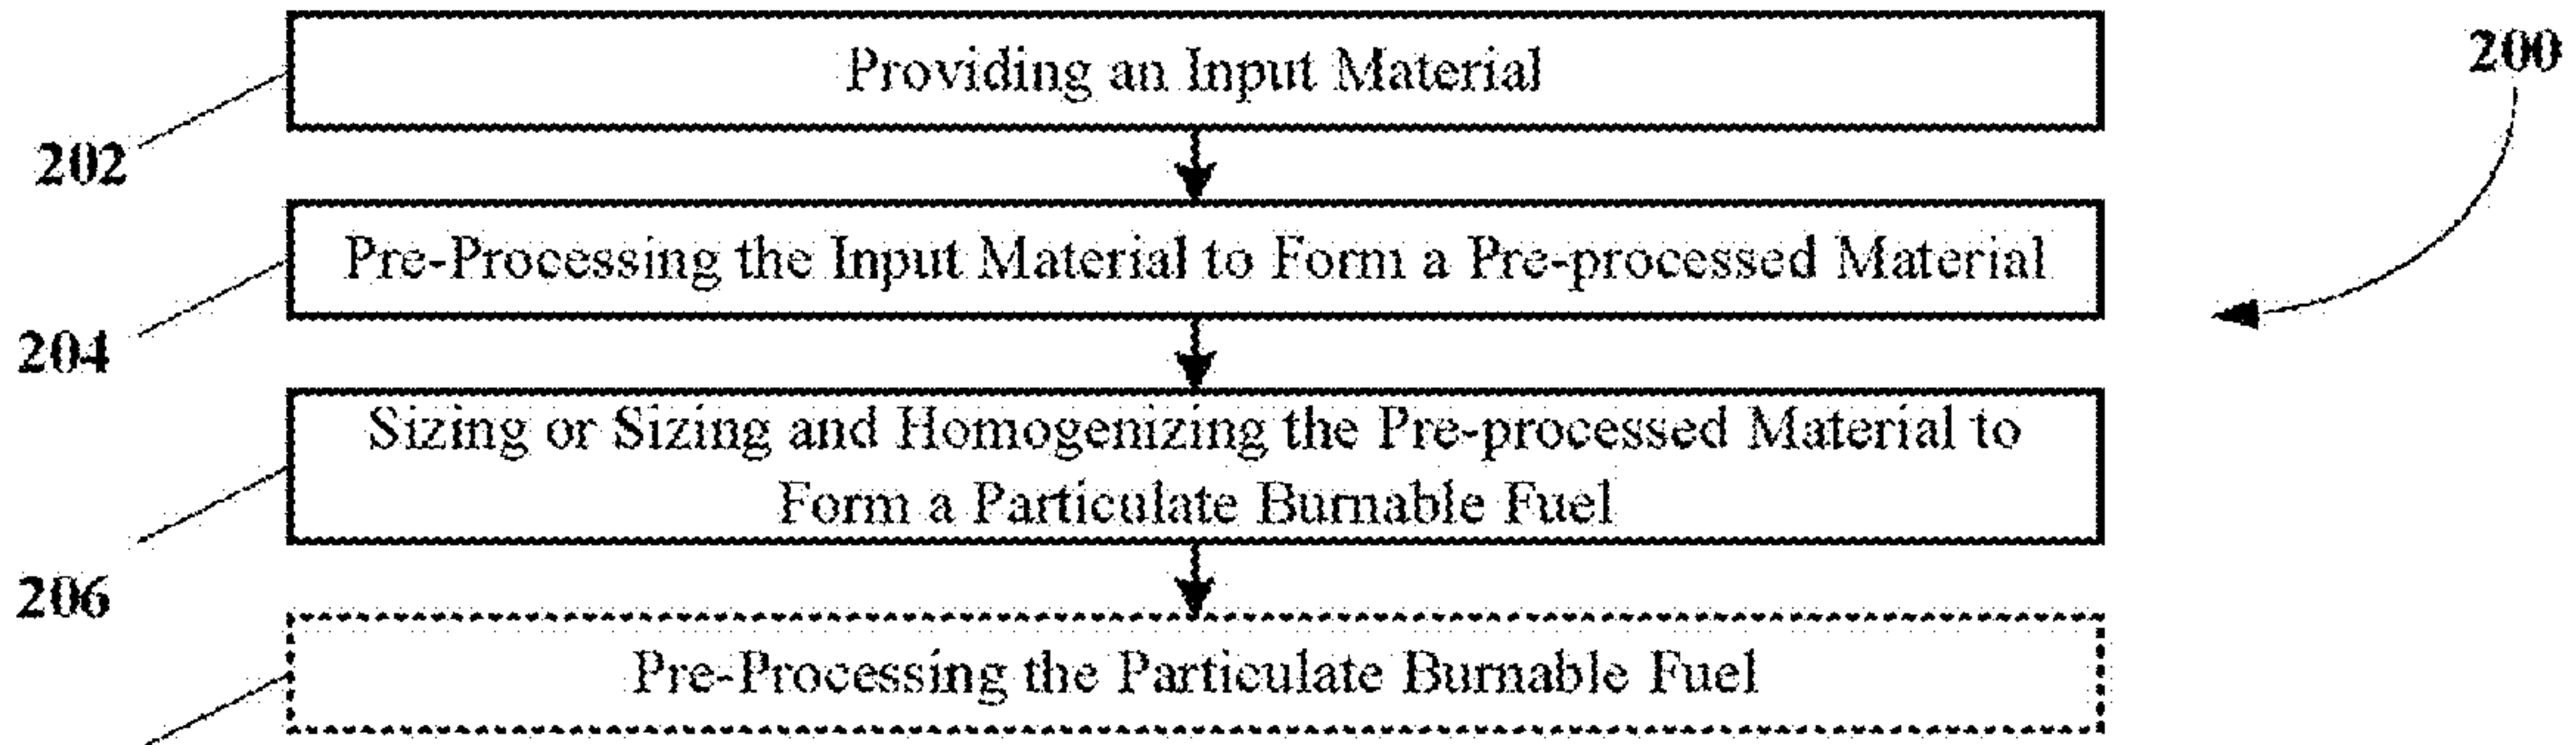 Providing an Input Material
200
202
Pre-Processing the Input Material to Form a Pre-processed Material
204
Sizing or Sizing and Homogenizing the Pre-processed Material to
Form a Particulate Burnable Fuel
206
Pre-Processing the Particulate Burnable Fuel